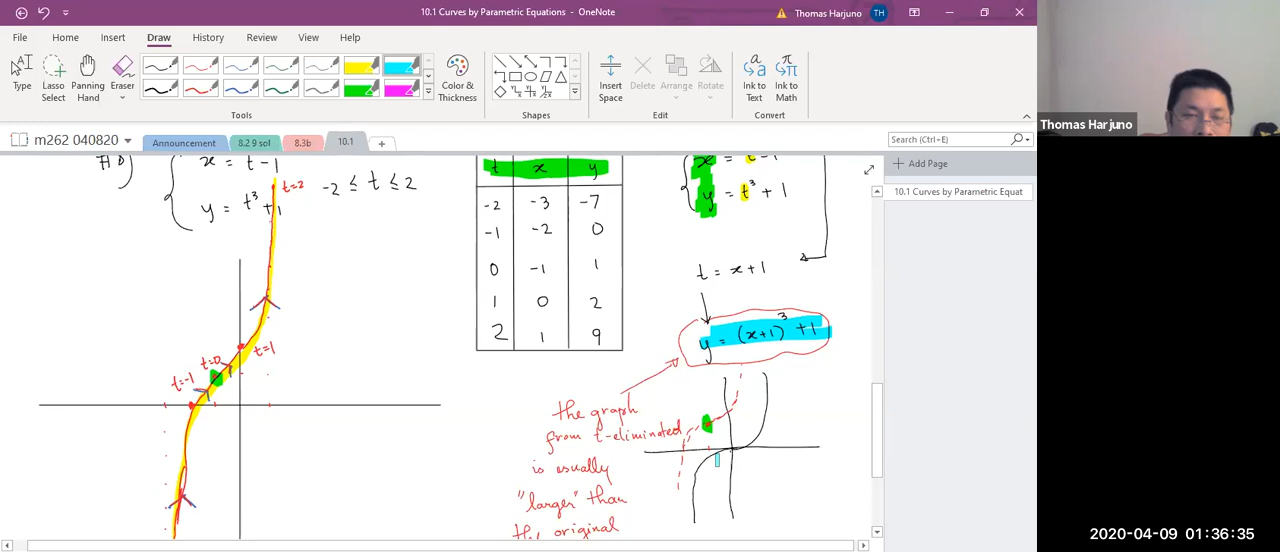 10.1 Curves by Parametric Equations - OneNote
Thomas Harjuno
TH
File Home Insert Draw History Review View Help
Type
Lasso Select
Panning Hand
Eraser
Color & Thickness
Insert Space
Delete
Arrange
Rotate
Ink to Text
Ink to Math
Tools
Shapes
Edit
Convert
m262 040820
Announcement
8.2 9 sol
8.3b
10.1
Search (Ctrl+E)
Add Page
10.1 Curves by Parametric Equat
Thomas Harjuno
x = t - 1
y = t³ + 1
-2 ≤ t ≤ 2
t=2
t=1
t=0
t=-1
t x y
-2 -3 -7
-1 -2 0
0 -1 1
1 0 2
2 1 9
x = t - 1
y = t³ + 1
t = x + 1
y = (x+1)³ + 1
the graph
from t-eliminated
is usually
"larger" than
the original
2020-04-09 01:36:35